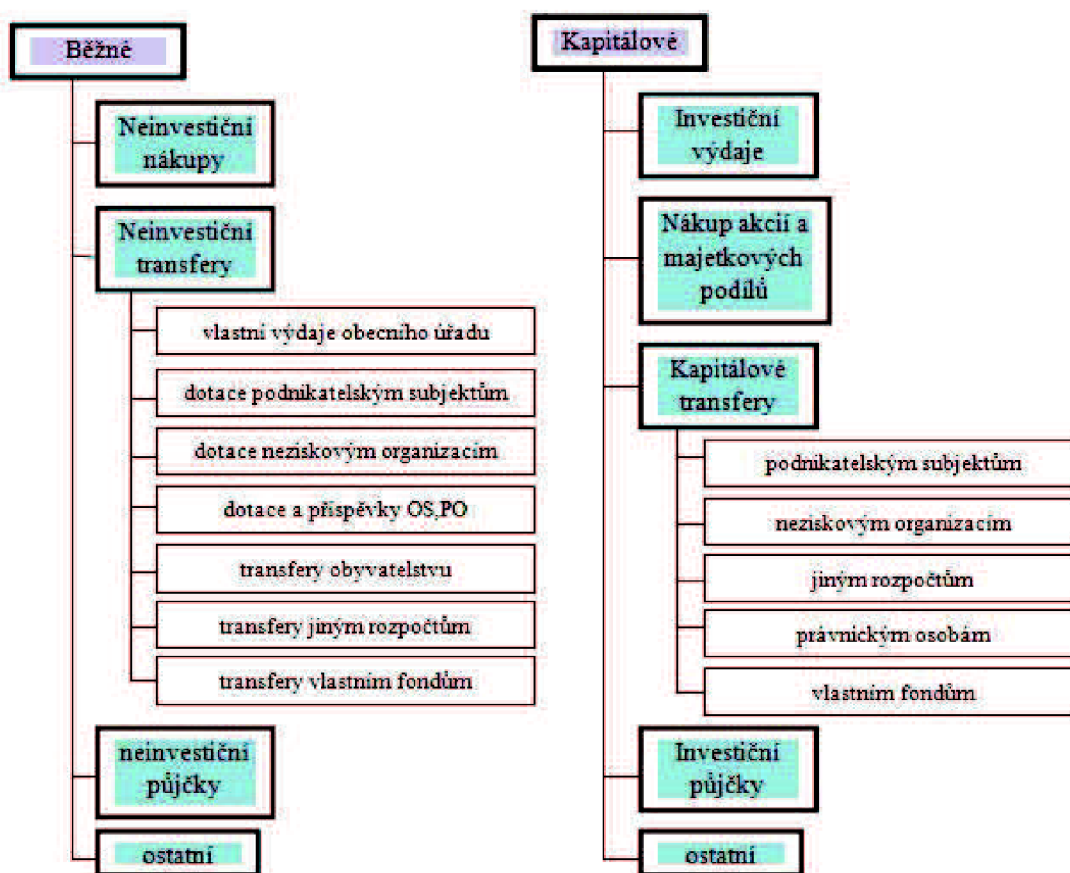 Běžné
Neinvestiční
nákupy
Neinvestiční
transfery
vlastní výdaje obecního úřadu
dotace podnikatelským subjektům
dotace neziskovým organizacím
dotace a příspěvky OS,PO
transfery obyvatelstvu
transfery jiným rozpočtům
transfery vlastním fondům
neinvestiční
půjčky
ostatní
Kapitálové
Investiční
výdaje
Nákup akcií a
majetkových
podílů
Kapitálové
transfery
podnikatelským subjektům
neziskovým organizacím
jiným rozpočtům
právnickým osobám
vlastním fondům
Investiční
půjčky
ostatní